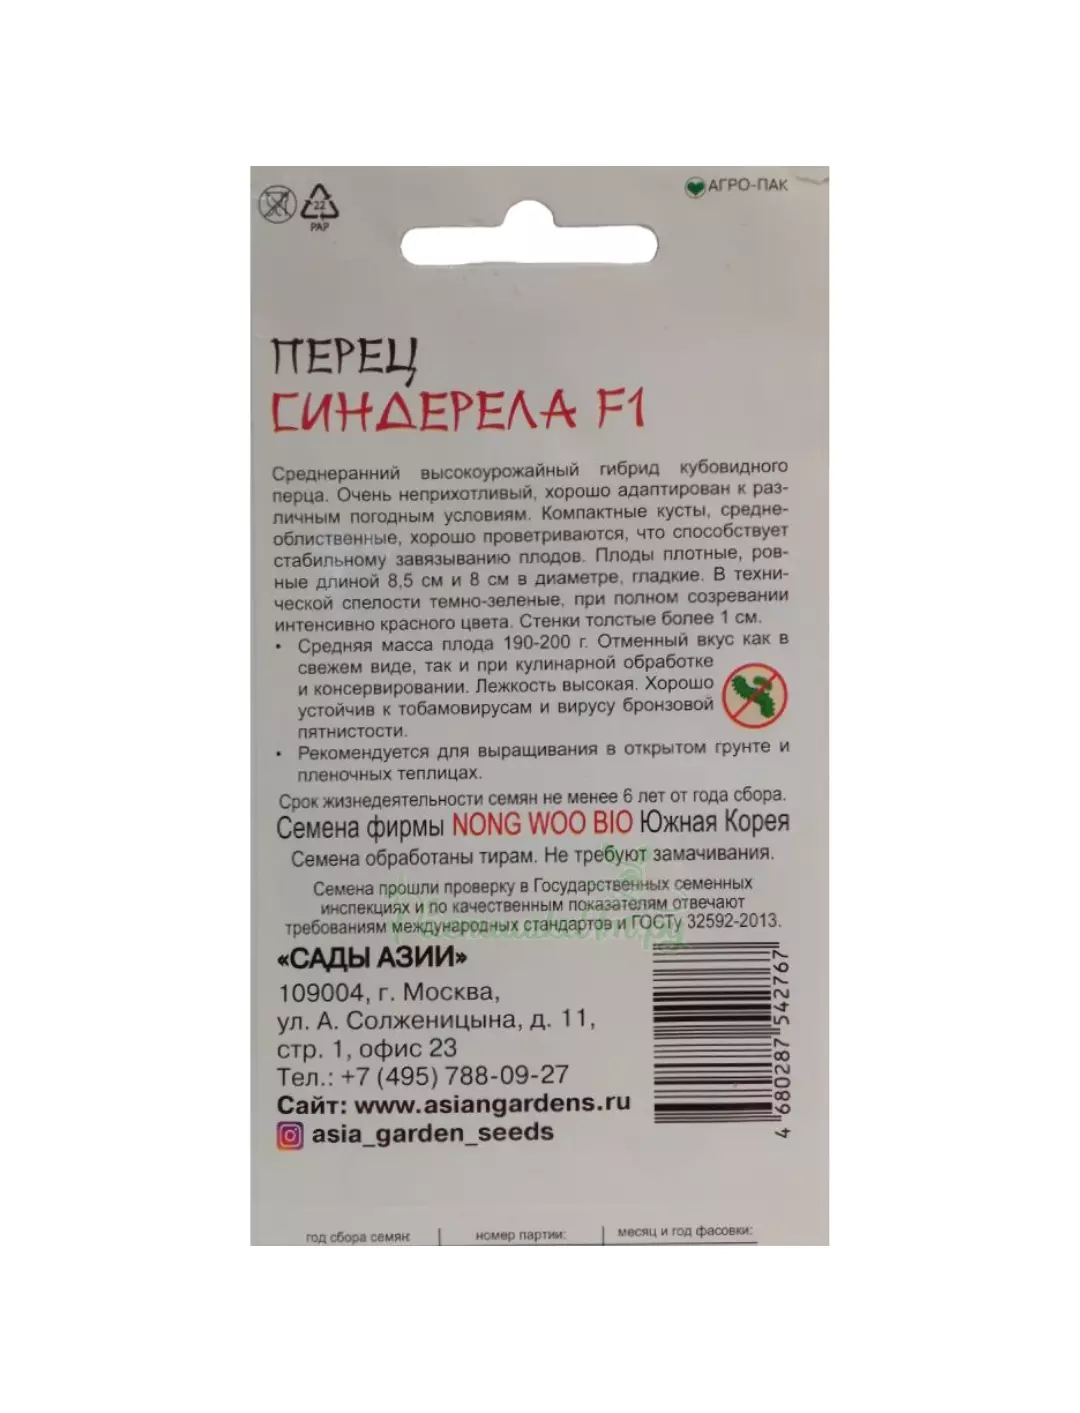 АГРО-ПАК
22
PAP
ПЕРЕЦ
СИНДЕРЕЛА F1
Среднеранний высокоурожайный гибрид кубовидного
перца. Очень неприхотливый, хорошо адаптирован к раз-
личным погодным условиям. Компактные кусты, средне-
облиственные, хорошо проветриваются, что способствует
стабильному завязыванию плодов. Плоды плотные, ров-
ные длиной 8,5 см и 8 см в диаметре, гладкие. В техни-
ческой спелости темно-зеленые, при полном созревании
интенсивно красного цвета. Стенки толстые более 1 см.
• Средняя масса плода 190-200 г. Отменный вкус как в
свежем виде, так и при кулинарной обработке
и консервировании. Лежкость высокая. Хорошо
устойчив к тобамовирусам и вирусу бронзовой
пятнистости.
• Рекомендуется для выращивания в открытом грунте и
пленочных теплицах.
Срок жизнедеятельности семян не менее 6 лет от года сбора.
Семена фирмы NONG WOO BIO Южная Корея
Семена обработаны тирам. Не требуют замачивания.
Семена прошли проверку в Государственных семенных
инспекциях и по качественным показателям отвечают
требованиям международных стандартов и ГОСТу 32592-2013.
«САДЫ АЗИИ»
109004, г. Москва,
ул. А. Солженицына, д. 11,
стр. 1, офис 23
Тел.: +7 (495) 788-09-27
Сайт: www.asiangardens.ru
asia_garden_seeds
4 680287 542767
год сбора семян:
номер партии:
месяц и год фасовки: